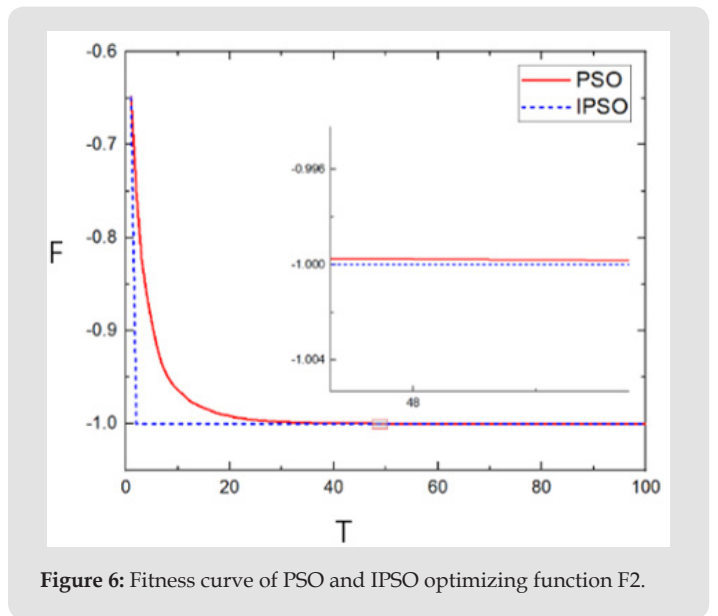 -0.6
PSO
IPSO
-0.7
-0.996
-0.8
F
-1.000
-0.9
-1.004
48
-1.0
0 20 40 60 80 100
T
Figure 6: Fitness curve of PSO and IPSO optimizing function F2.